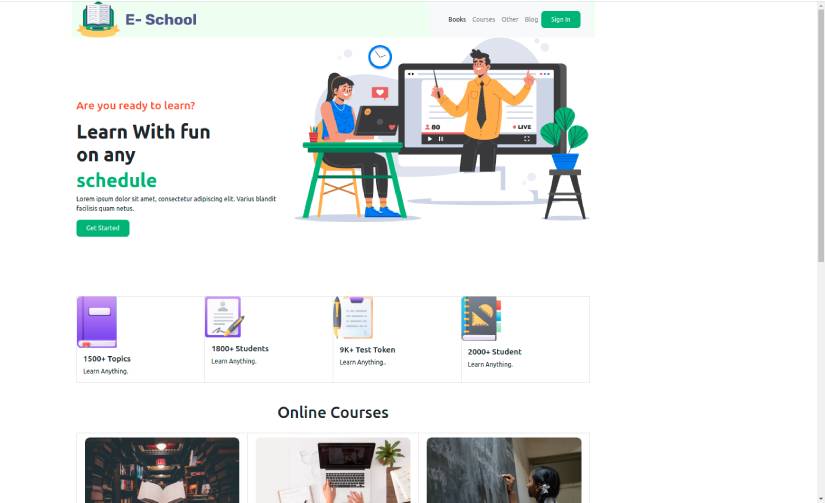 E- School
Books Courses Other Blog Sign In
Are you ready to learn?
Learn With fun
on any
schedule
Lorem ipsum dolor sit amet, consectetur adipiscing elit. Varius blandit
facilisis quam netus.
Get Started
80
LIVE
1500+ Topics
Learn Anything.
1800+ Students
Learn Anything.
9K+ Test Token
Learn Anything..
2000+ Student
Learn Anything.
Online Courses